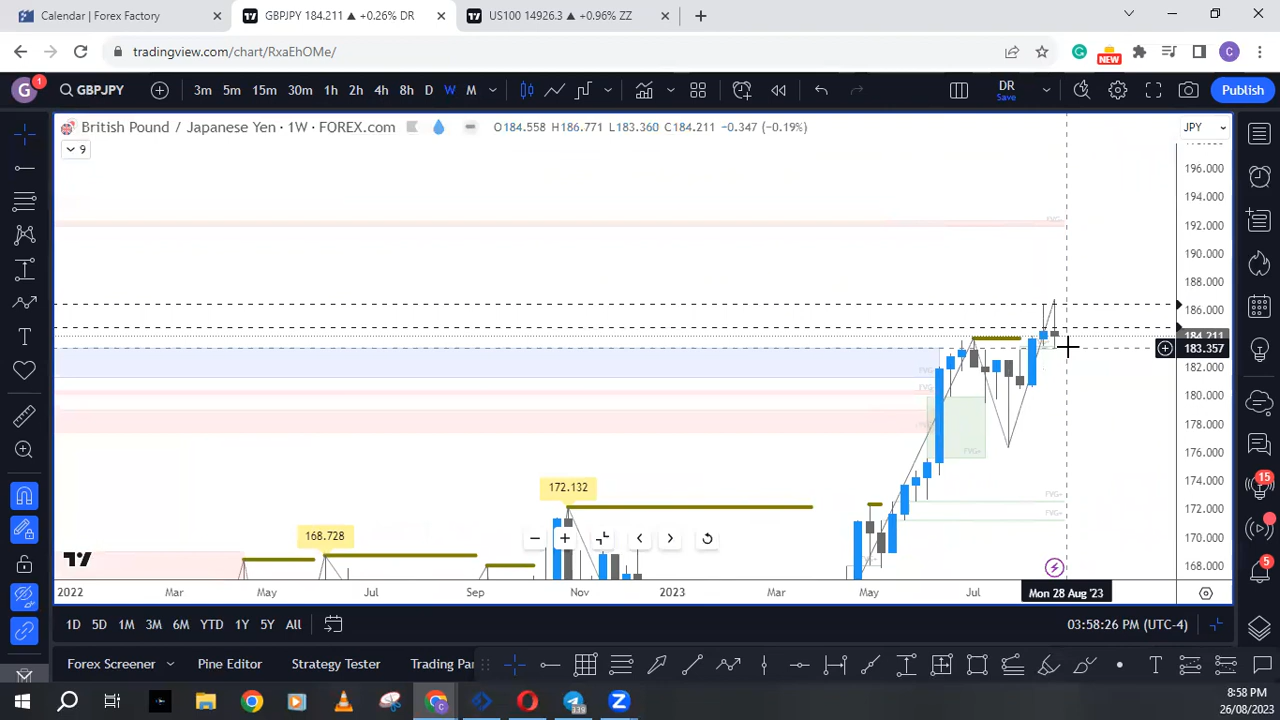 Calendar | Forex Factory
GBPJPY 184.211 ▲ +0.26% DR
US100 14926.3 ▲ +0.96% ZZ
tradingview.com/chart/RxaEhOMe/
NEW
C
G
1
GBPJPY
3m 5m 15m 30m 1h 2h 4h 8h D W M
DR
Save
Publish
British Pound / Japanese Yen · 1W · FOREX.com
O184.558 H186.771 L183.360 C184.211 −0.347 (−0.19%)
JPY
9
196.000
194.000
192.000
190.000
188.000
186.000
184.211
183.357
182.000
180.000
178.000
176.000
174.000
172.000
170.000
168.000
FVG+
172.132
168.728
15
5
2022 Mar May Jul Sep Nov 2023 Mar May Jul
Mon 28 Aug '23
1D 5D 1M 3M 6M YTD 1Y 5Y All
03:58:26 PM (UTC-4)
Forex Screener
Pine Editor
Strategy Tester
Trading Pa
339
8:58 PM
26/08/2023